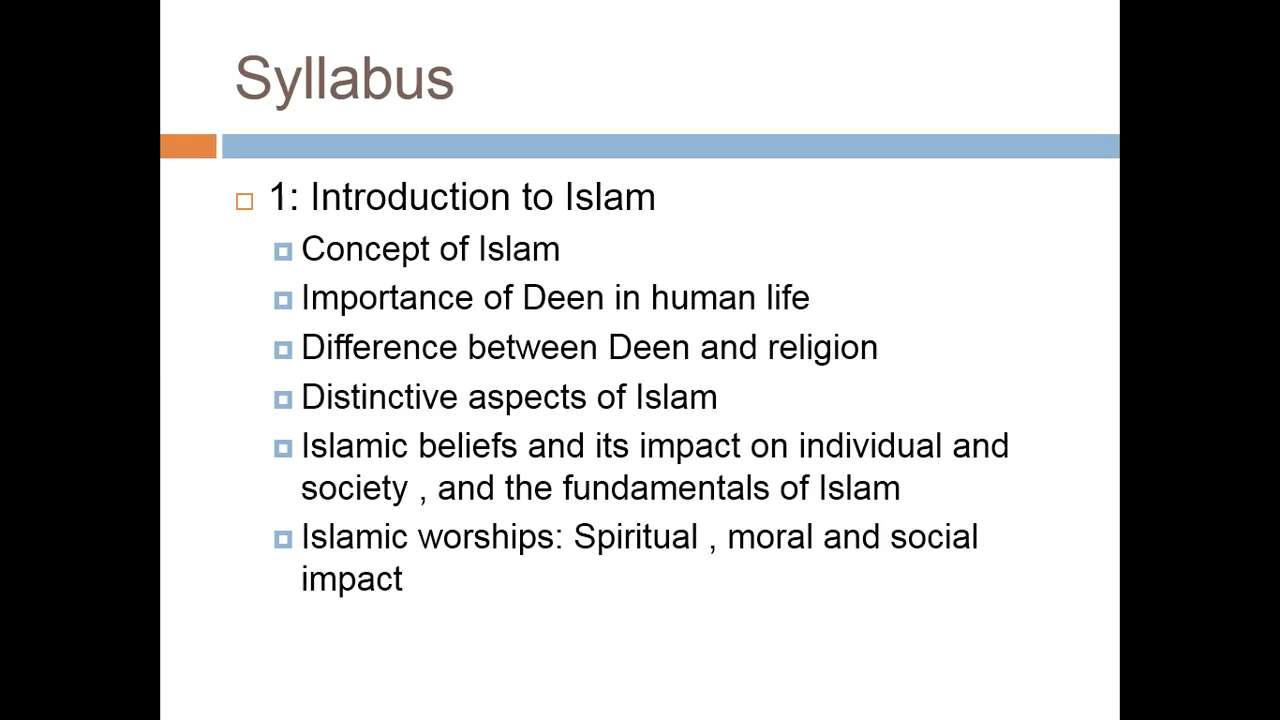 Syllabus
1: Introduction to Islam
Concept of Islam
Importance of Deen in human life
Difference between Deen and religion
Distinctive aspects of Islam
Islamic beliefs and its impact on individual and
society , and the fundamentals of Islam
Islamic worships: Spiritual , moral and social
impact